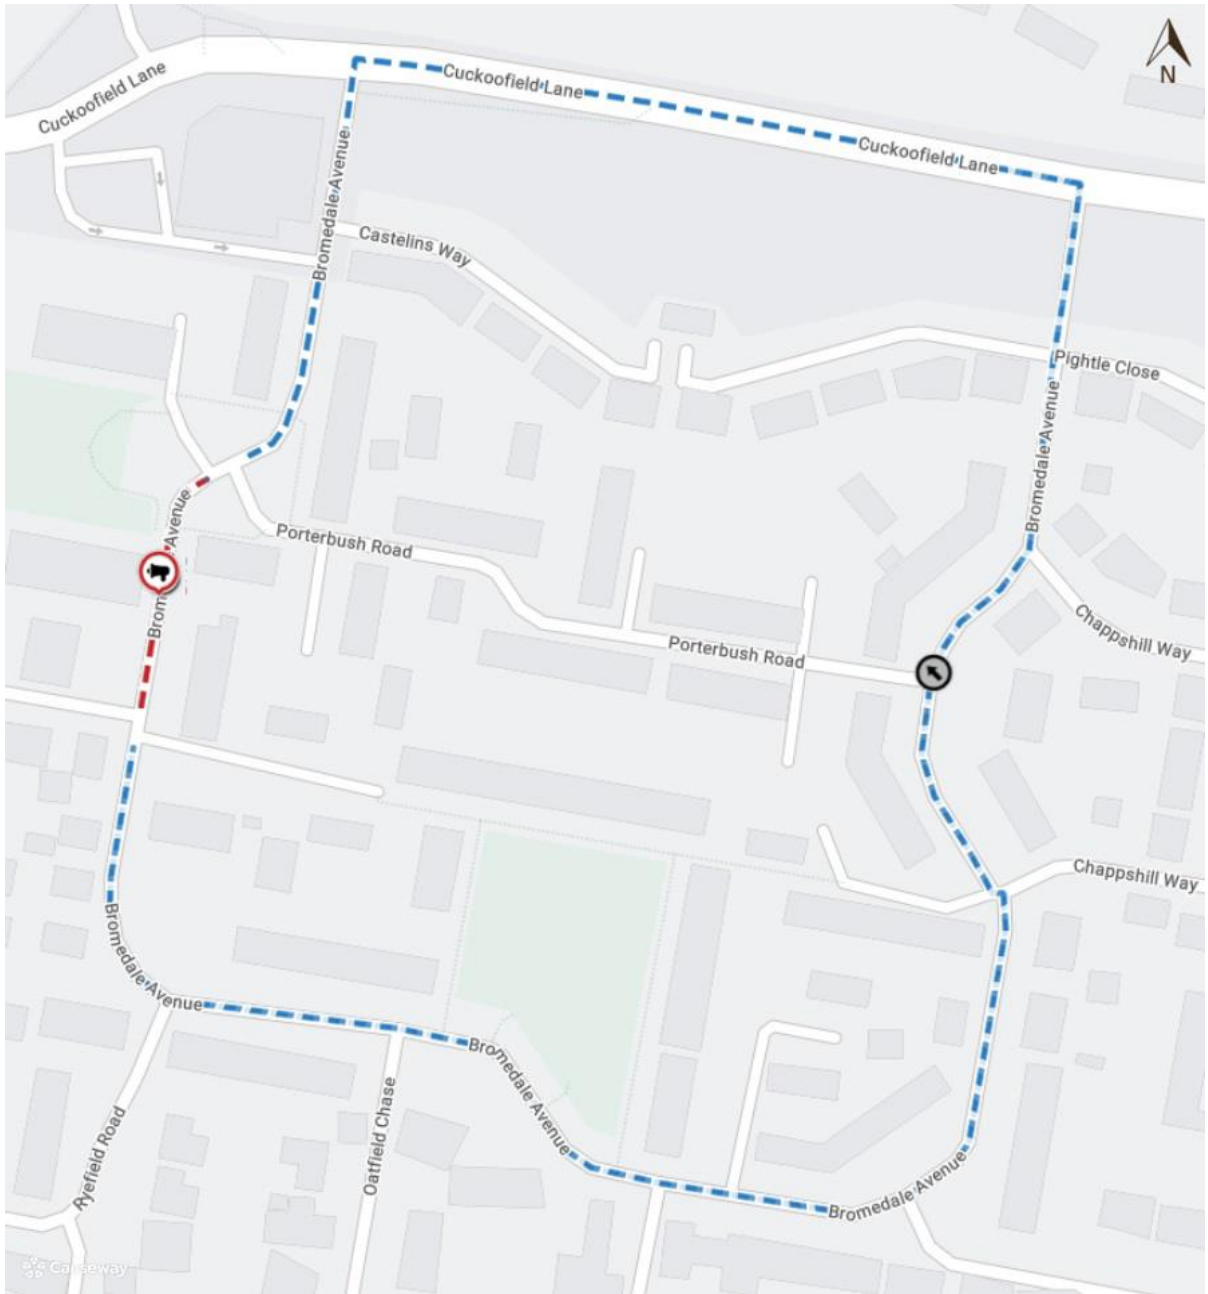 N
Cuckoofield Lane
Cuckoofield Lane
Cuckoofield Lane
Bromedale Avenue
Bromedale Avenue
Castelins Way
Pightle Close
Bromedale Avenue
Avenue
Porterbush Road
Chappshill Way
Porterbush Road
Chappshill Way
Bromedale Avenue
Bromedale Avenue
Bromedale Avenue
Ryefield Road
Oatfield Chase
Causeway